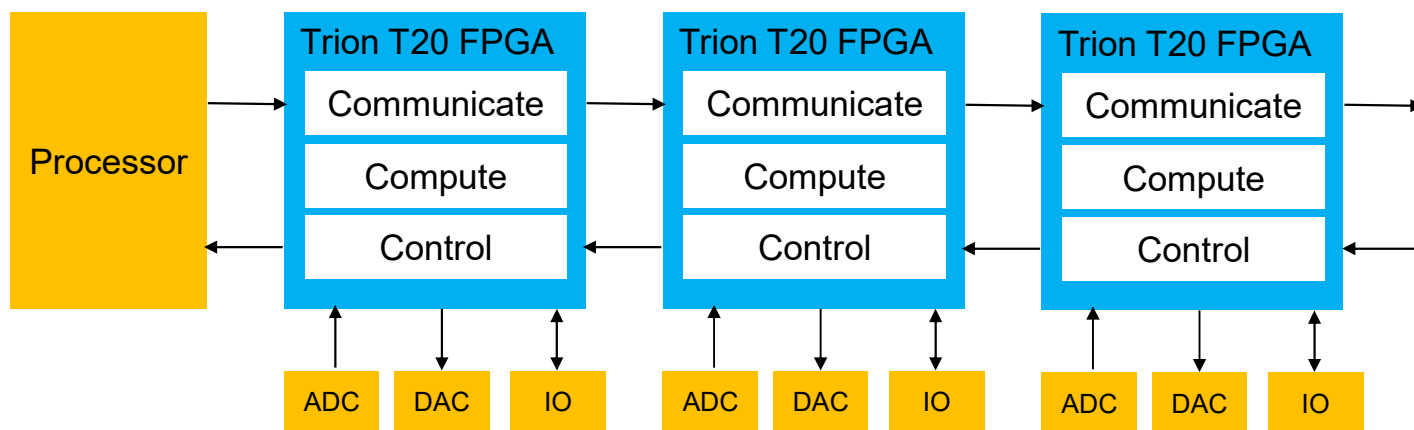 Processor
Trion T20 FPGA
Communicate
Compute
Control
ADC
DAC
IO
Trion T20 FPGA
Communicate
Compute
Control
ADC
DAC
IO
Trion T20 FPGA
Communicate
Compute
Control
ADC
DAC
IO